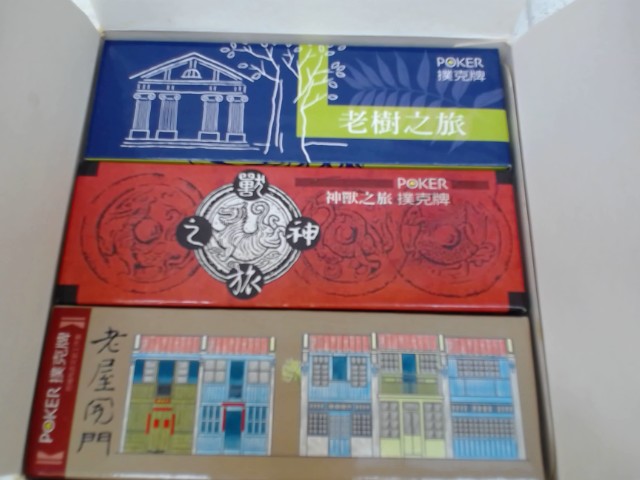 POKER
撲克牌
老樹之旅
POKER
神獸之旅 撲克牌
神
獸
之
旅
老屋開門
POKER 撲克牌